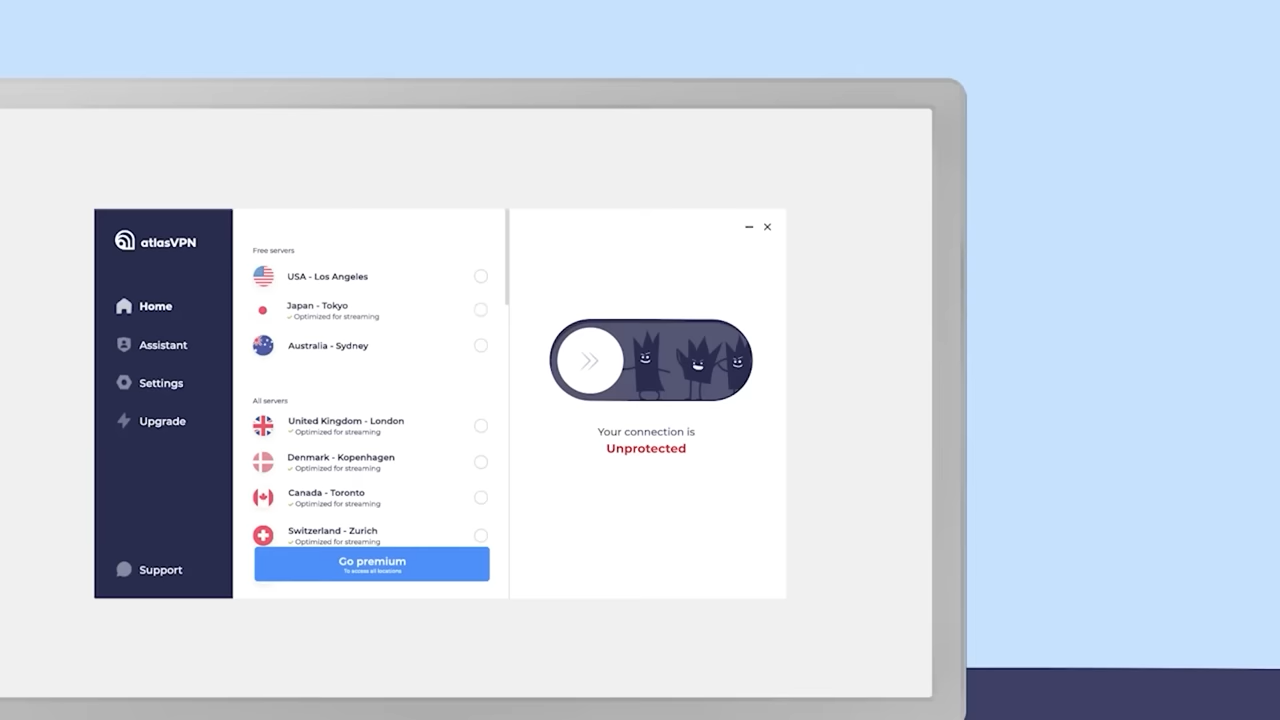 atlasVPN
Home
Assistant
Settings
Upgrade
Support
Free servers
USA - Los Angeles
Japan - Tokyo
Optimized for streaming
Australia - Sydney
All servers
United Kingdom - London
Optimized for streaming
Denmark - Kopenhagen
Optimized for streaming
Canada - Toronto
Optimized for streaming
Switzerland - Zurich
Optimized for streaming
Go premium
To access all locations
Your connection is
Unprotected